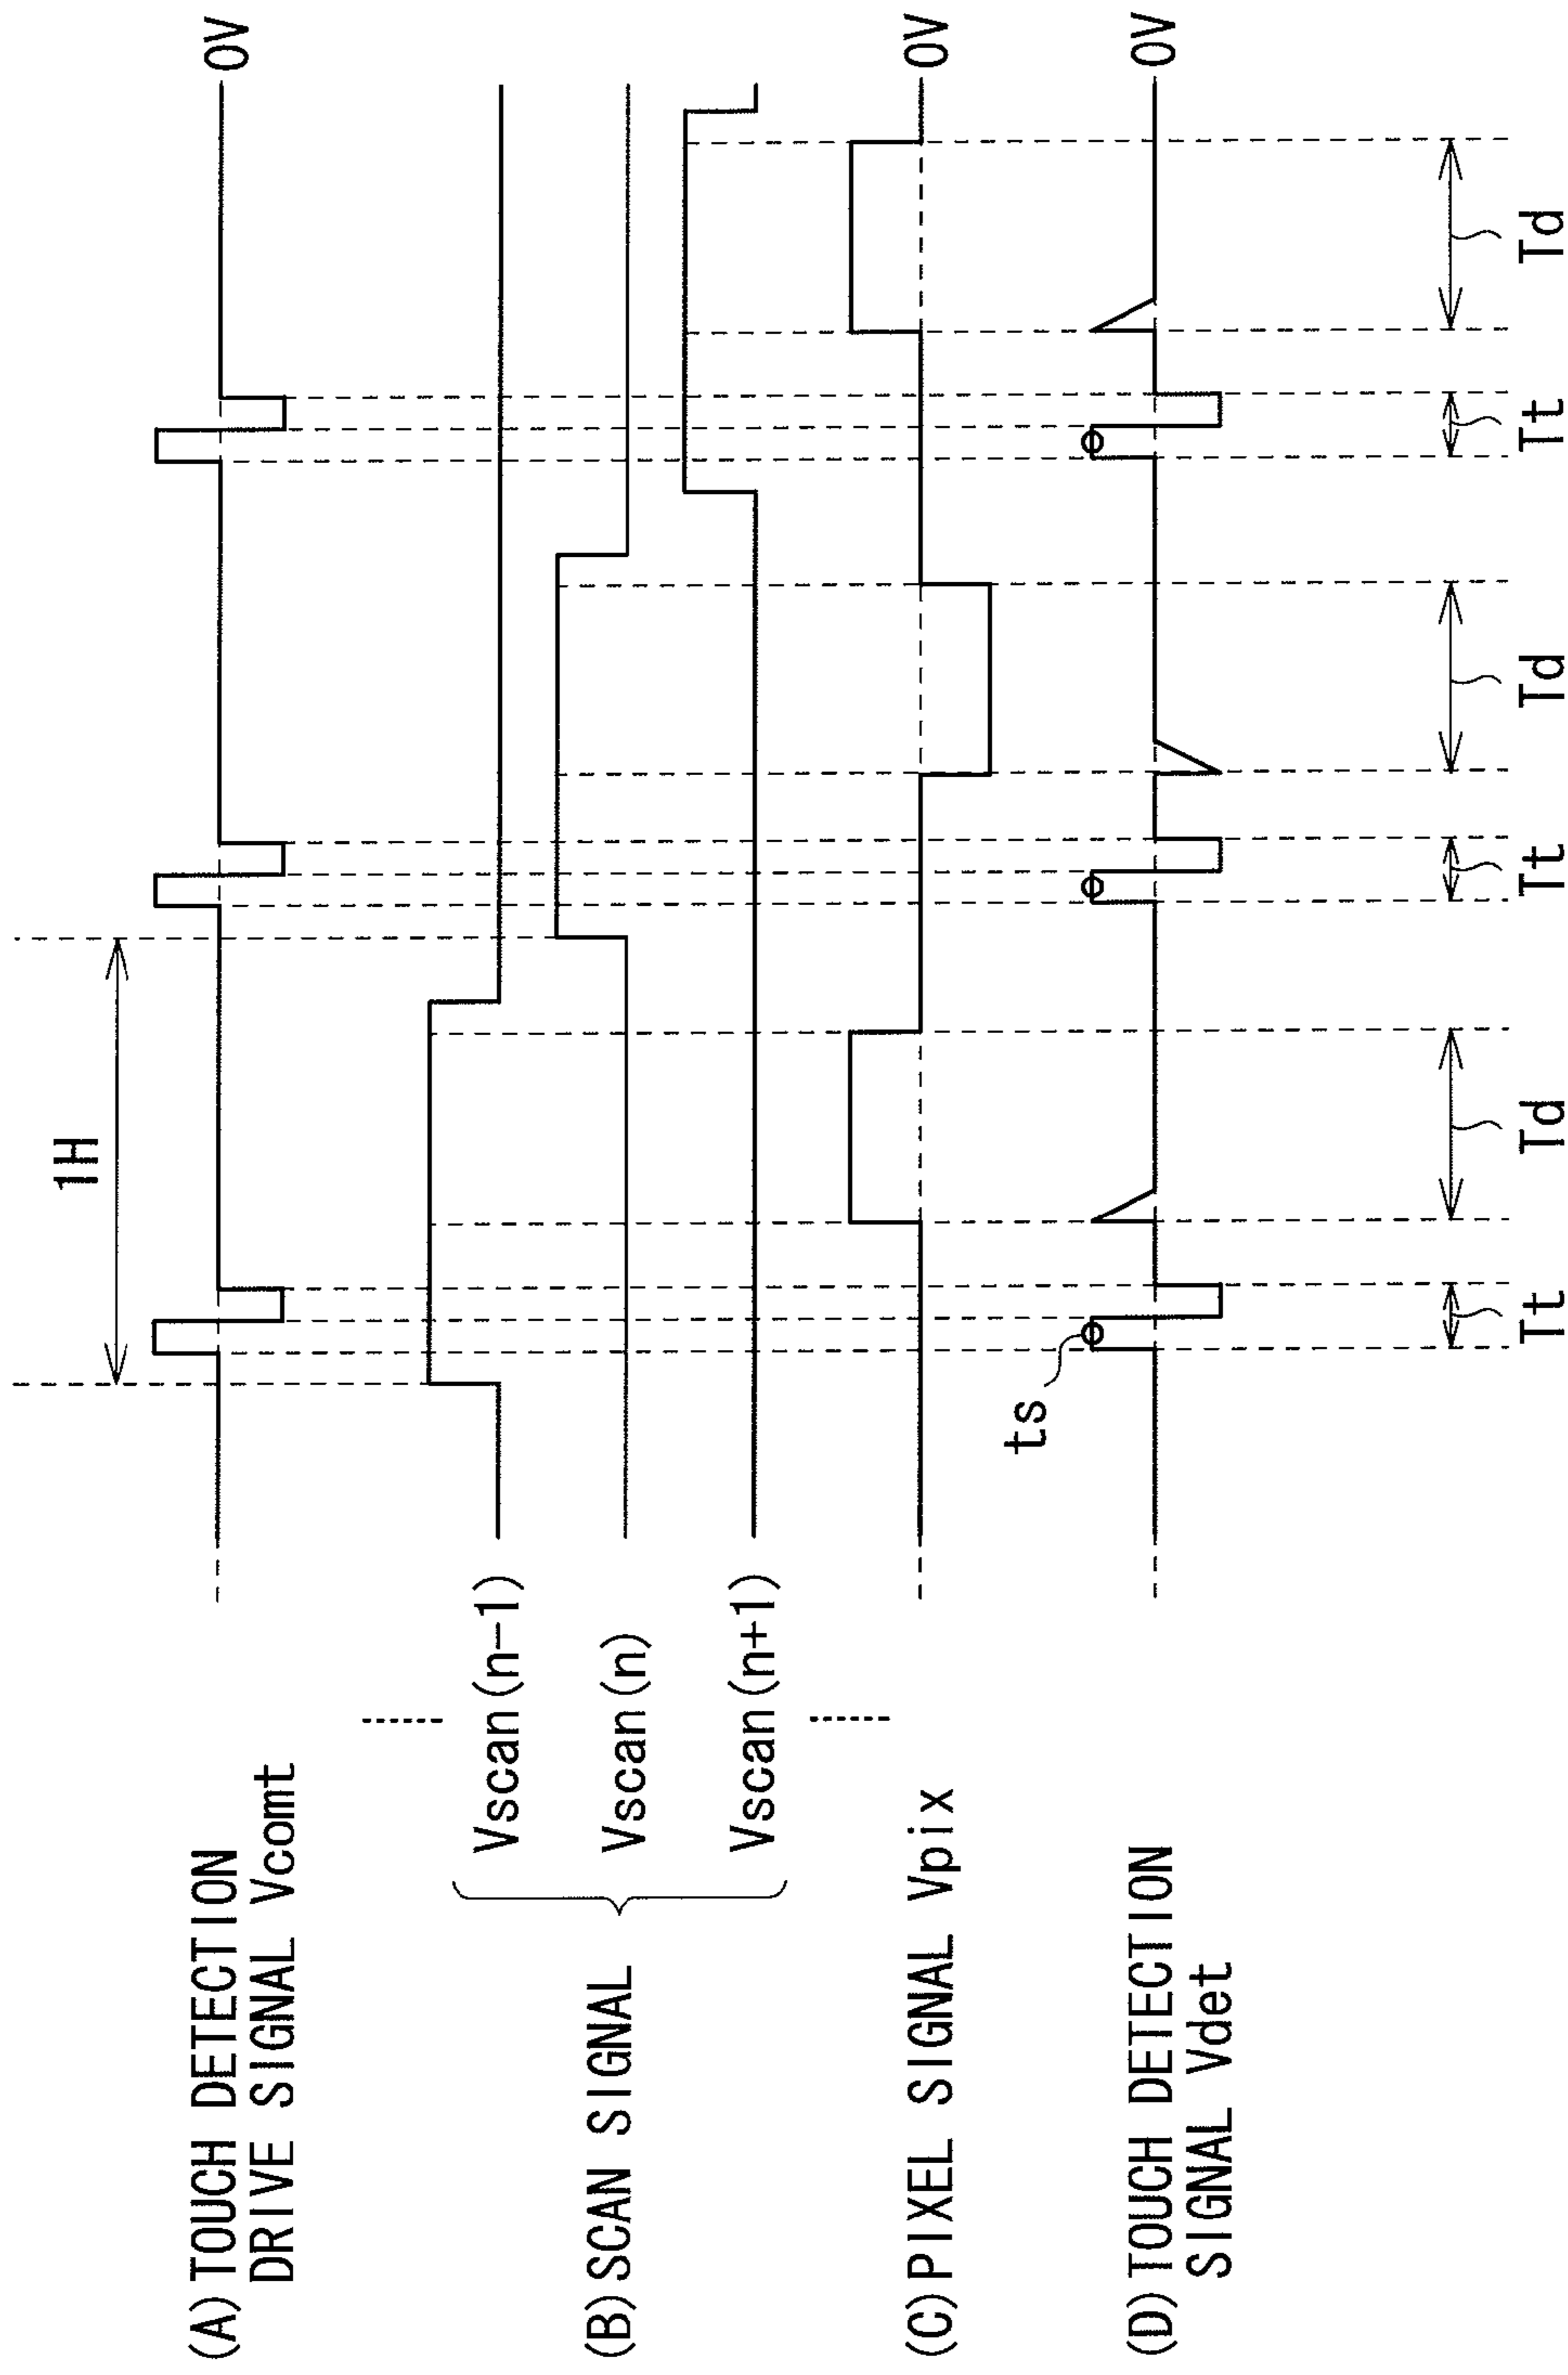 1H
(A) TOUCH DETECTION
DRIVE SIGNAL Vcomt
0V
Vscan(n-1)
(B) SCAN SIGNAL
Vscan(n)
Vscan(n+1)
(C) PIXEL SIGNAL Vpix
0V
ts
(D) TOUCH DETECTION
SIGNAL Vdet
0V
Tt Td Tt Td Tt Td